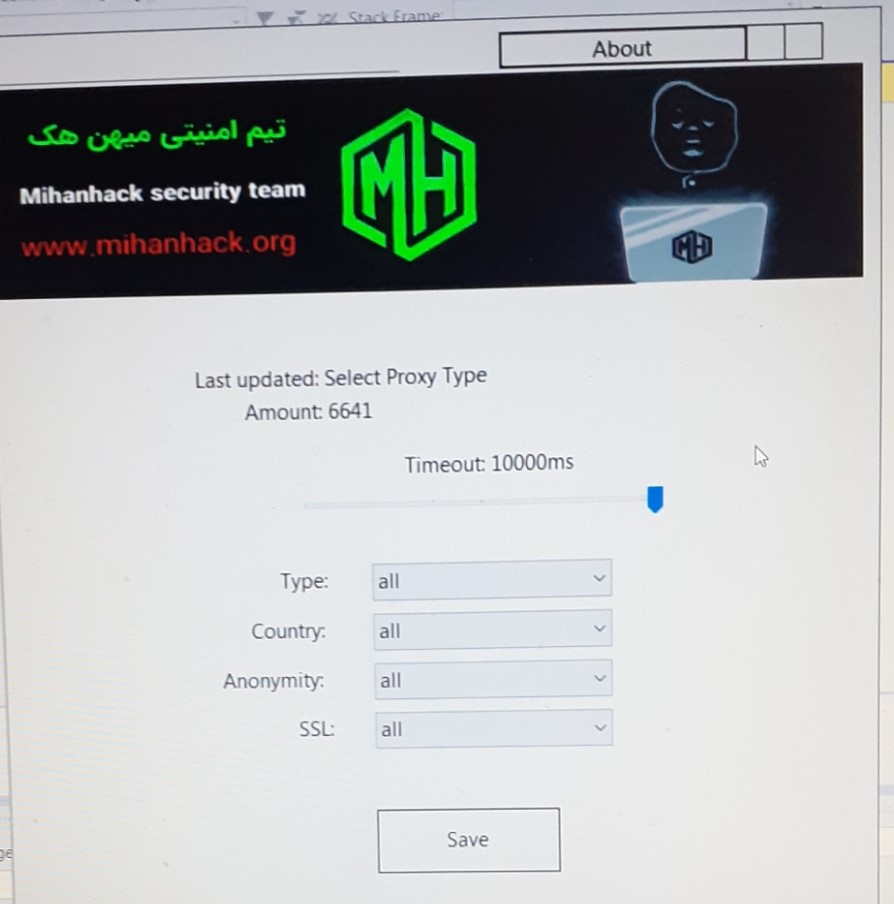 Stack Frame:
About
تیم امنیتی میهن هک
Mihanhack security team
www.mihanhack.org
MH
MH
Last updated: Select Proxy Type
Amount: 6641
Timeout: 10000ms
Type: all
Country: all
Anonymity: all
SSL: all
Save